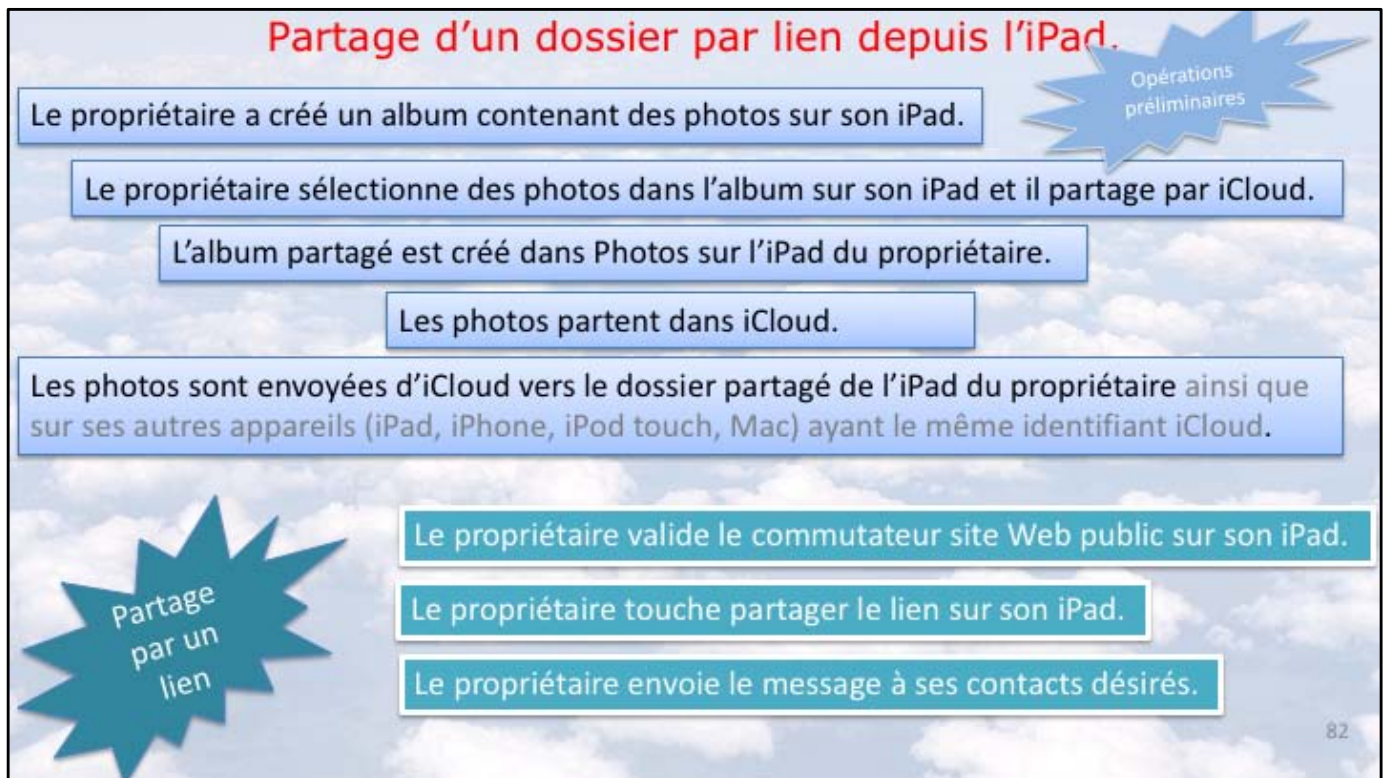 Partage d’un dossier par lien depuis l’iPad.
Opérations
préliminaires
Le propriétaire a créé un album contenant des photos sur son iPad.
Le propriétaire sélectionne des photos dans l’album sur son iPad et il partage par iCloud.
L’album partagé est créé dans Photos sur l’iPad du propriétaire.
Les photos partent dans iCloud.
Les photos sont envoyées d’iCloud vers le dossier partagé de l’iPad du propriétaire ainsi que
sur ses autres appareils (iPad, iPhone, iPod touch, Mac) ayant le même identifiant iCloud.
Partage
par un
lien
Le propriétaire valide le commutateur site Web public sur son iPad.
Le propriétaire touche partager le lien sur son iPad.
Le propriétaire envoie le message à ses contacts désirés.
82